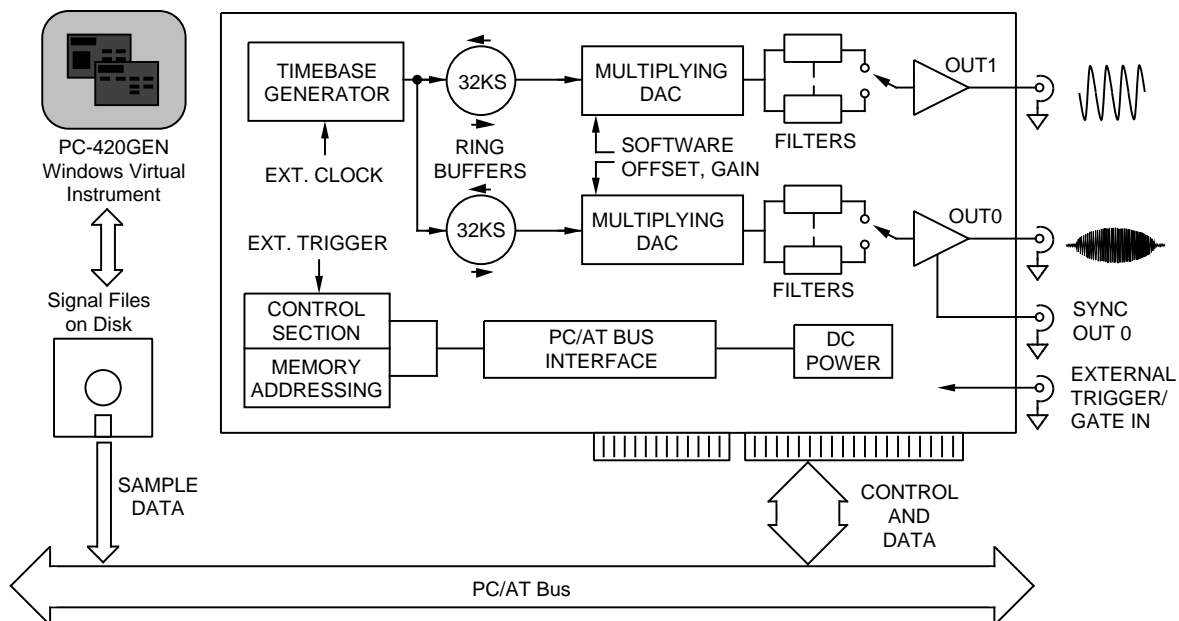 PC-420GEN
Windows Virtual
Instrument
Signal Files
on Disk
SAMPLE
DATA
TIMEBASE
GENERATOR
EXT. CLOCK
32KS
RING
BUFFERS
32KS
MULTIPLYING
DAC
SOFTWARE
OFFSET, GAIN
MULTIPLYING
DAC
FILTERS
OUT1
FILTERS
OUT0
EXT. TRIGGER
CONTROL
SECTION
MEMORY
ADDRESSING
PC/AT BUS
INTERFACE
DC
POWER
SYNC
OUT 0
EXTERNAL
TRIGGER/
GATE IN
CONTROL
AND
DATA
PC/AT Bus